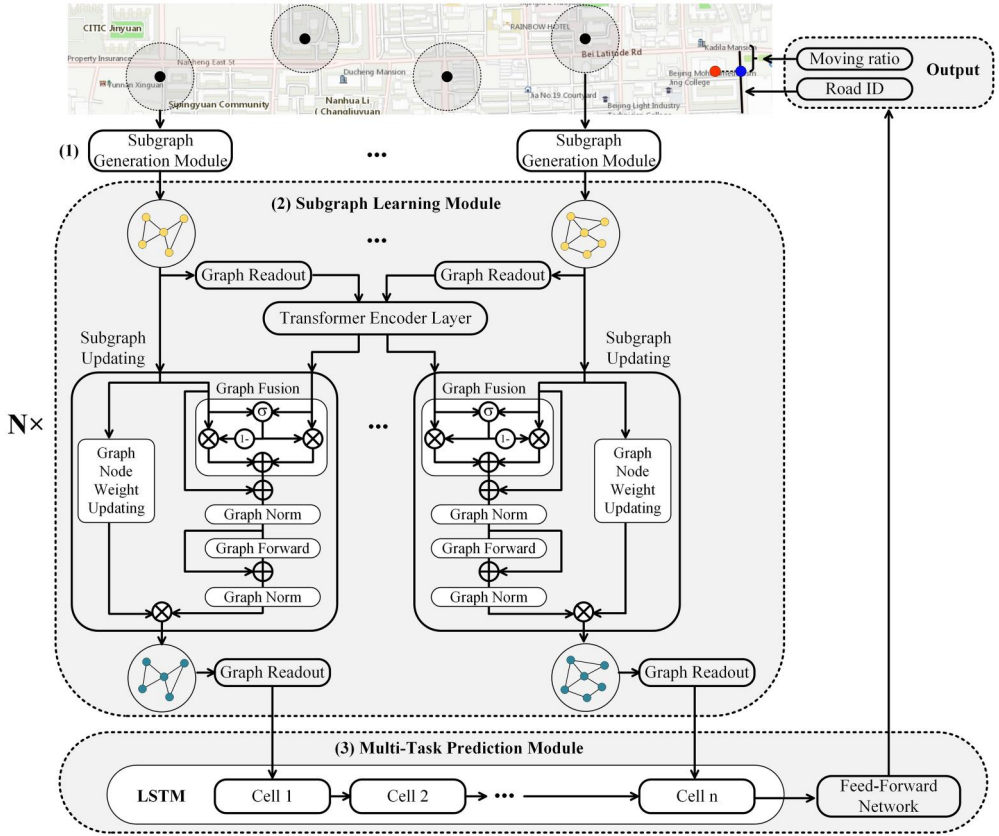 CITIC Jinyuan
RAINBOW HOTEL
Bei Latitude Rd
Kadila Mansion
Property Insurance
Nanzheng East St
Ducheng Mansion
Yunnan Xinguan
Sipingyuan Community
Nanhua Li
( Changliuyuan
Jia No.19 Courtyard
Jing College
Beijing Light Industry
Moving ratio
Road ID
Output
(1)
Subgraph
Generation Module
...
Subgraph
Generation Module
(2) Subgraph Learning Module
...
Graph Readout
Graph Readout
Transformer Encoder Layer
Subgraph
Updating
Subgraph
Updating
N×
Graph Fusion
σ
1-
Graph
Node
Weight
Updating
Graph Norm
Graph Forward
Graph Norm
...
Graph Fusion
σ
1-
Graph
Node
Weight
Updating
Graph Norm
Graph Forward
Graph Norm
Graph Readout
Graph Readout
(3) Multi-Task Prediction Module
LSTM
Cell 1
Cell 2
...
Cell n
Feed-Forward
Network